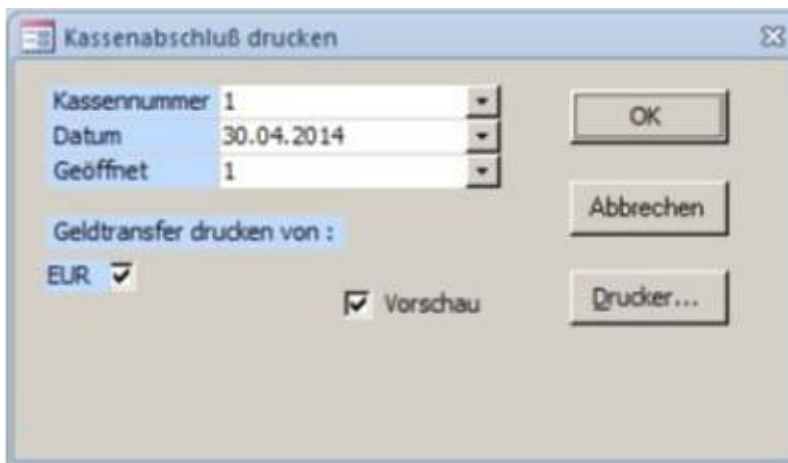 Kassenabschluß drucken
Kassennummer 1
Datum 30.04.2014
Geöffnet 1
Geldtransfer drucken von :
EUR
Vorschau
OK
Abbrechen
Drucker...